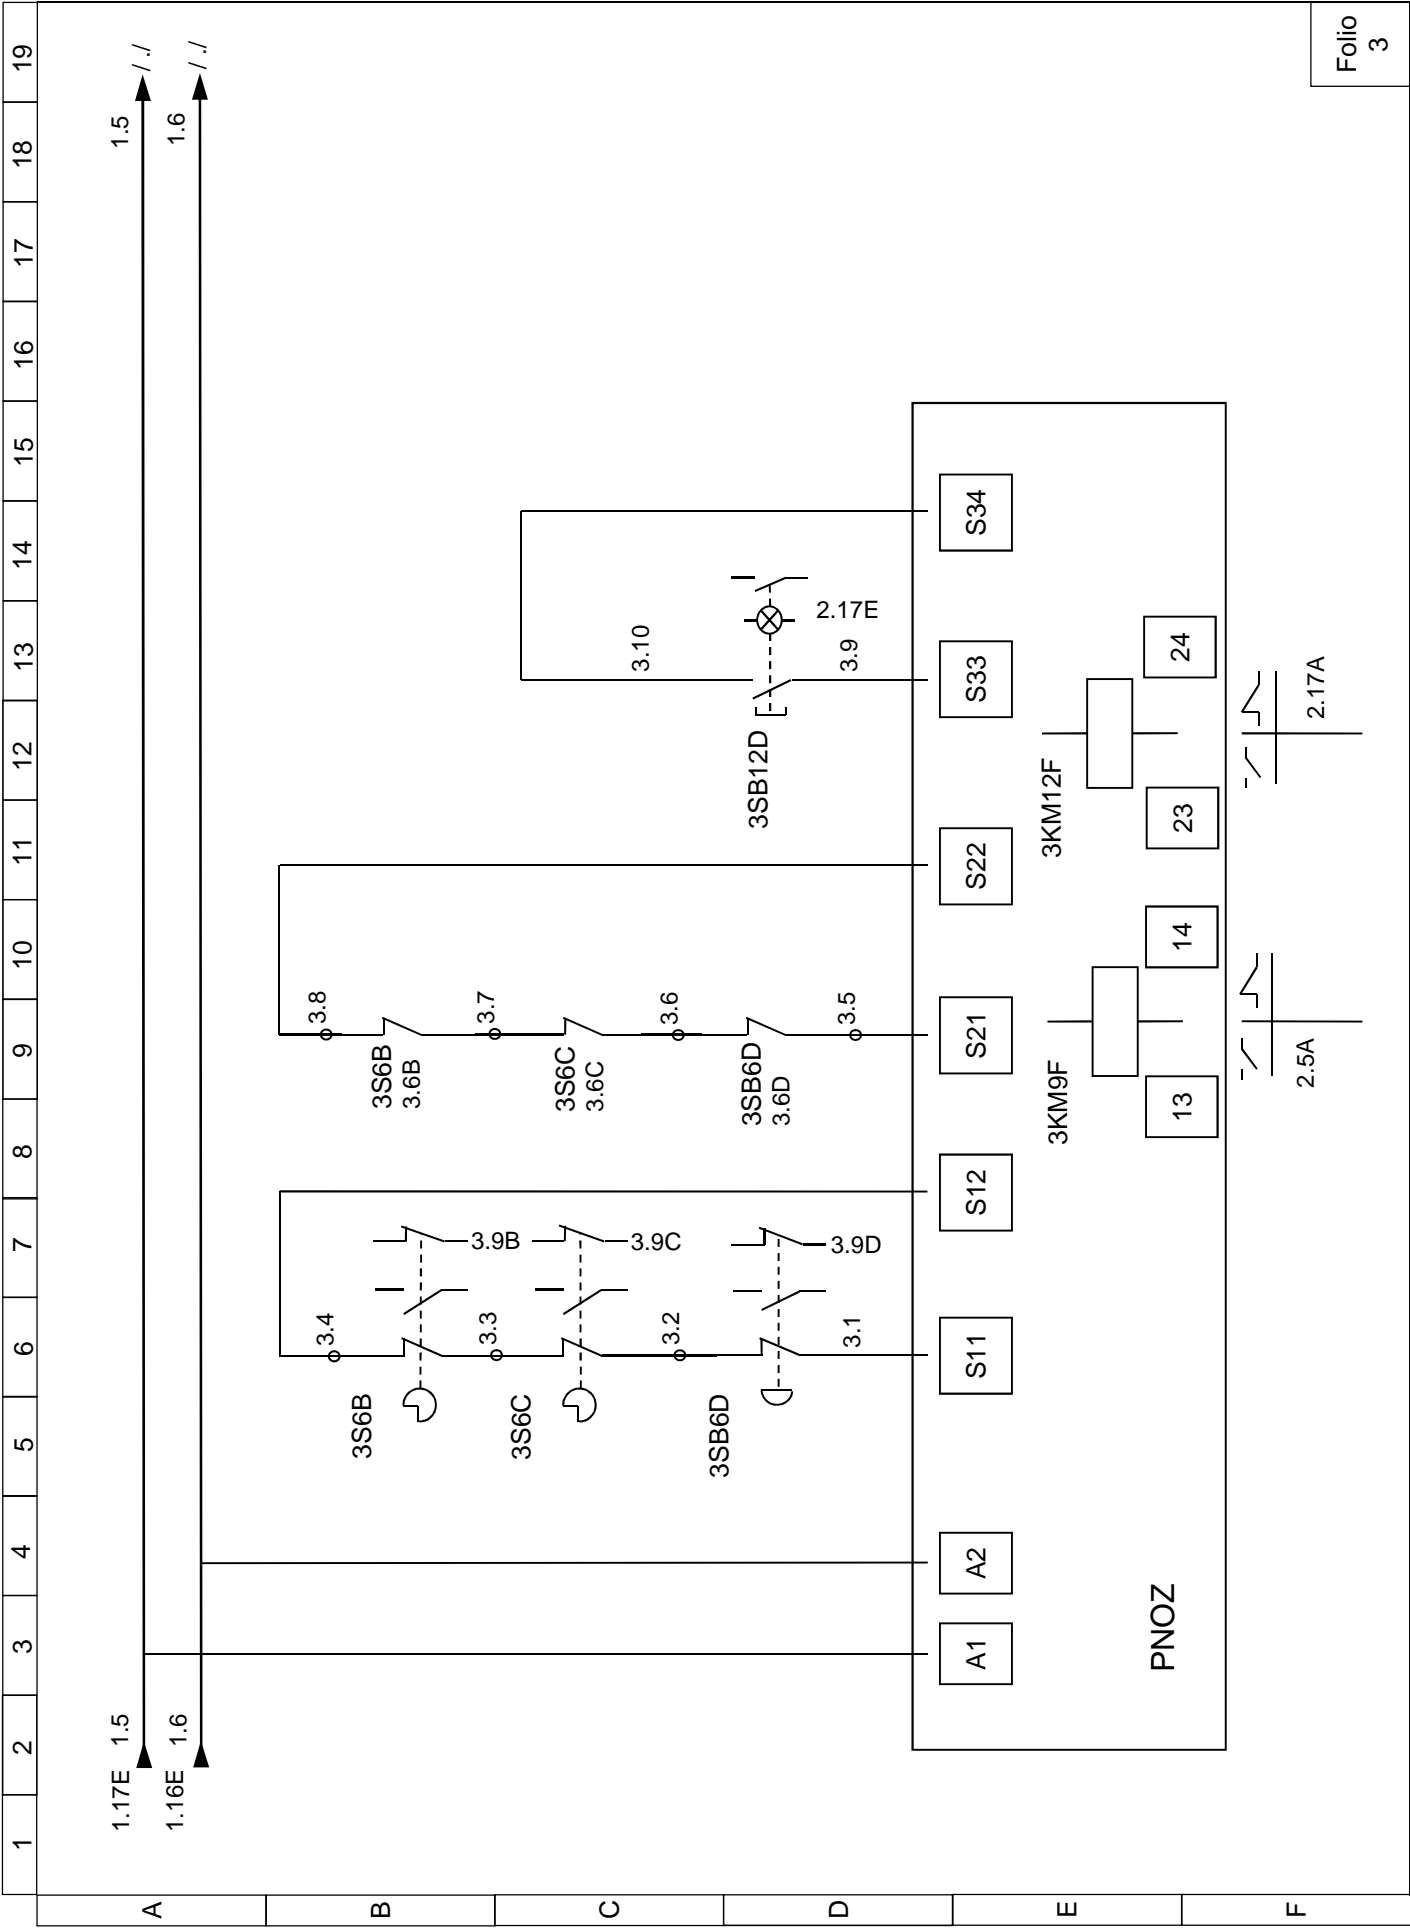 1 2 3 4 5 6 7 8 9 10 11 12 13 14 15 16 17 18 19
A
1.17E 1.5
1.5 / ./
1.16E 1.6
1.6 / ./
B
3.4
3.8
3S6B
3.9B
3S6B
3.6B
3.3
3.7
C
3S6C
3.9C
3S6C
3.6C
3.10
3.2
3.6
D
3SB6D
3.9D
3SB6D
3.6D
3SB12D
2.17E
3.1
3.5
3.9
A1 A2 S11 S12 S21 S22 S33 S34
E
3KM9F
3KM12F
PNOZ
13 14 23 24
F
2.5A
2.17A
Folio
3